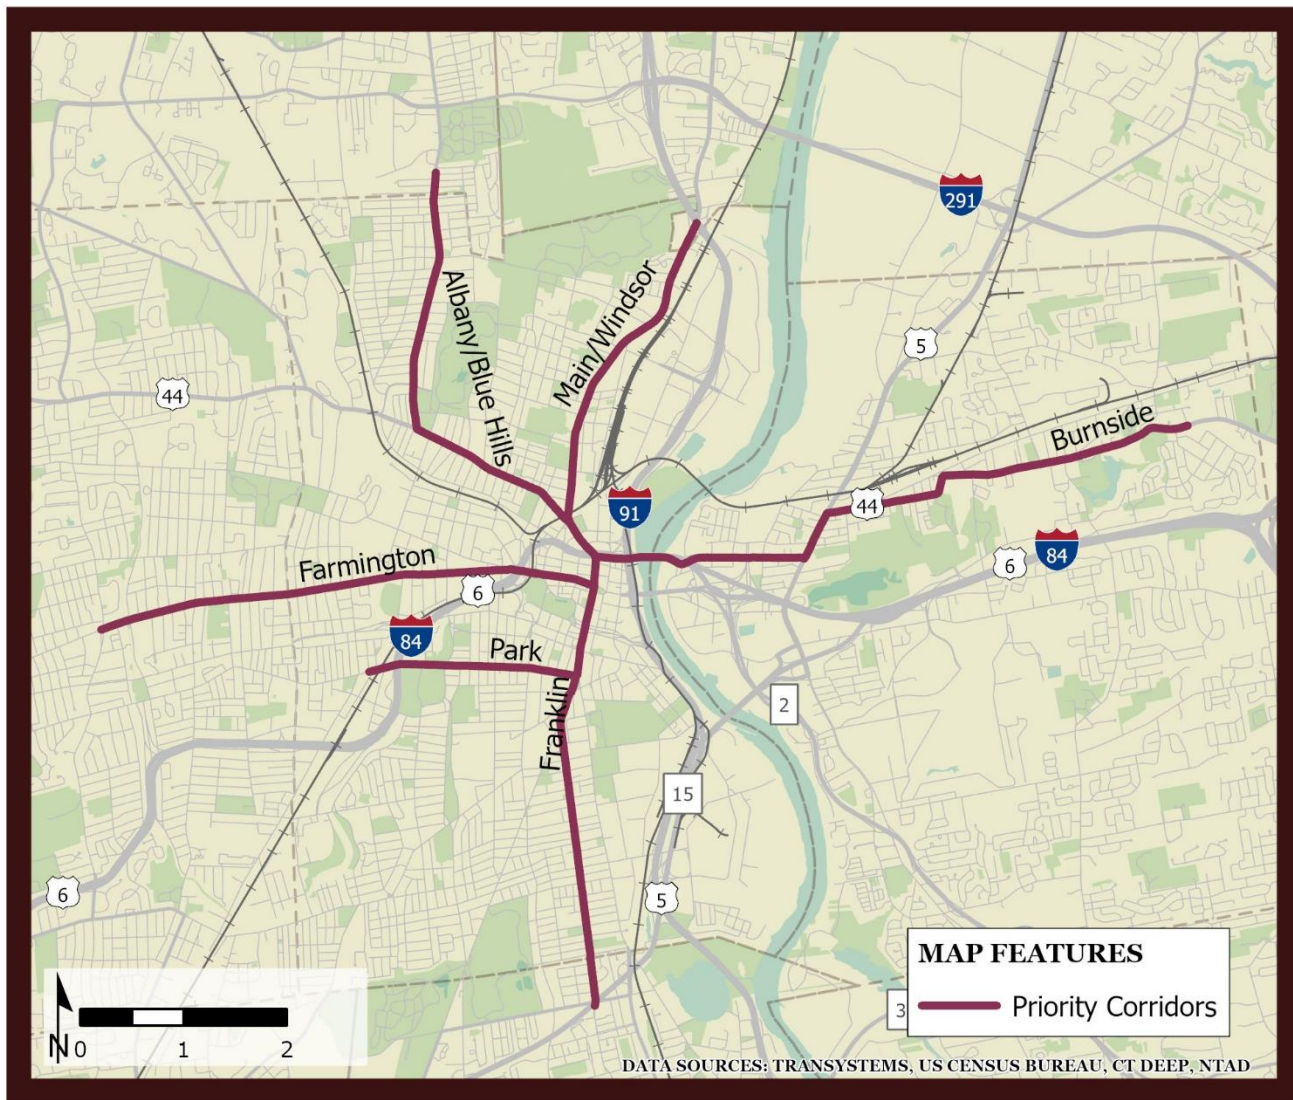 291
Albany/Blue Hills
Main/Windsor
5
44
Burnside
44
91
84
6
Farmington
6
84
Park
Franklin
2
15
6
5
MAP FEATURES
Priority Corridors
3
N
0 1 2
DATA SOURCES: TRANSYSTEMS, US CENSUS BUREAU, CT DEEP, NTAD